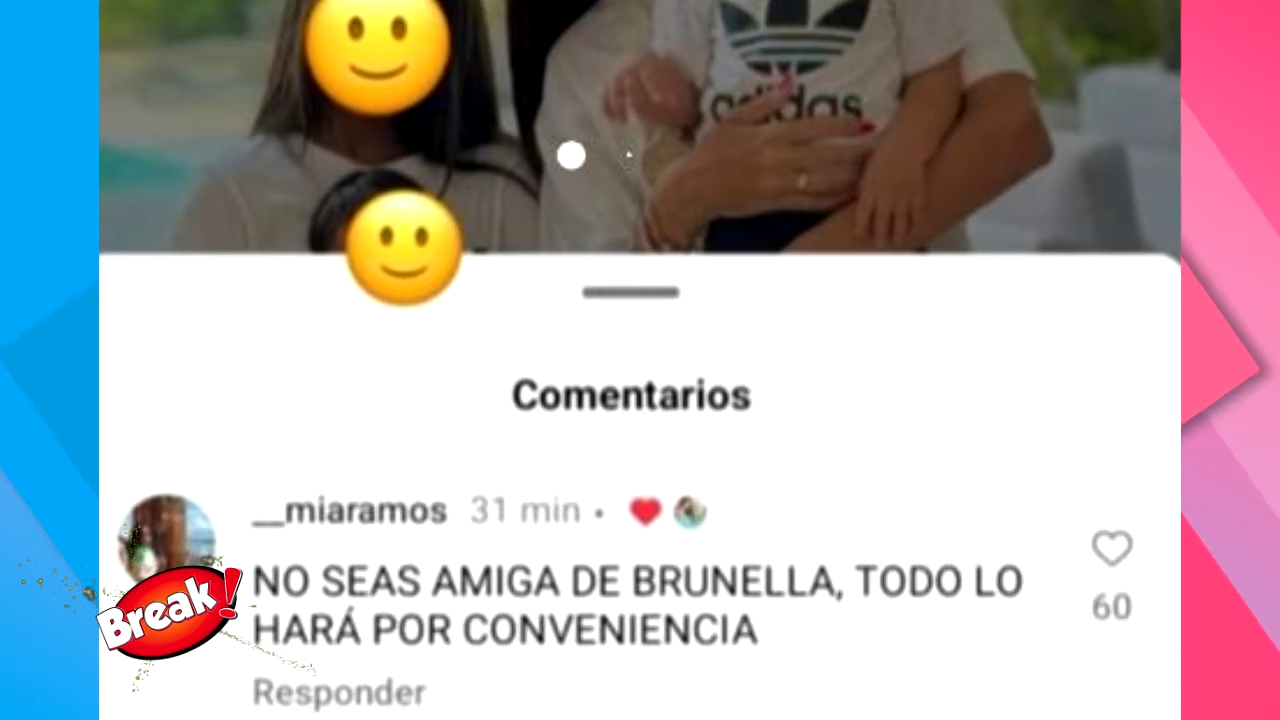 adidas
Comentarios
__miaramos 31 min •
NO SEAS AMIGA DE BRUNELLA, TODO LO
HARÁ POR CONVENIENCIA
60
Responder
Break!